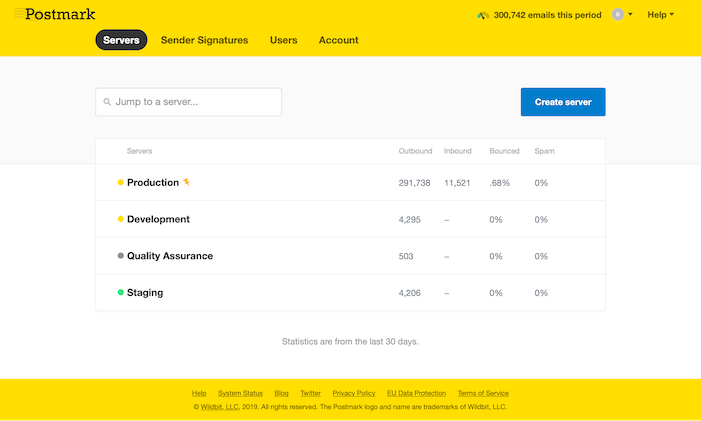 Postmark
300,742 emails this period
Help
Servers Sender Signatures Users Account
Jump to a server...
Create server
Servers Outbound Inbound Bounced Spam
Production 291,738 11,521 .68% 0%
Development 4,295 – 0% 0%
Quality Assurance 503 – 0% 0%
Staging 4,206 – 0% 0%
Statistics are from the last 30 days.
Help System Status Blog Twitter Privacy Policy EU Data Protection Terms of Service
© Wildbit, LLC, 2019. All rights reserved. The Postmark logo and name are trademarks of Wildbit, LLC.